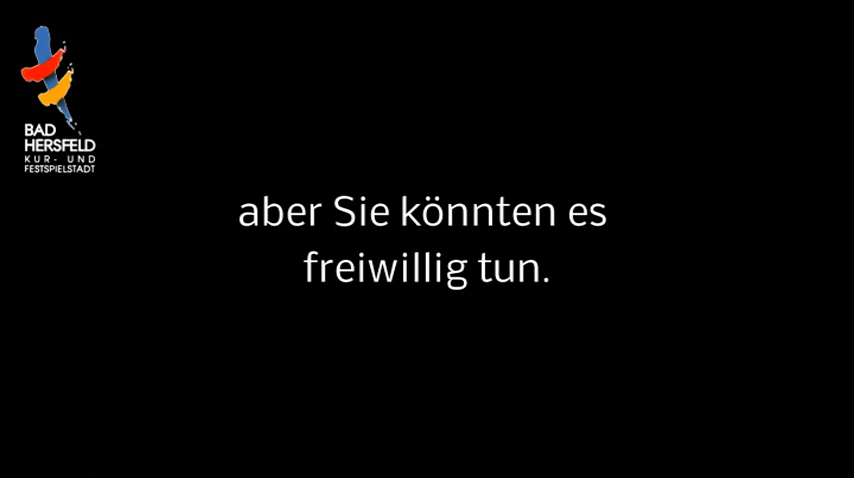 BAD
HERSFELD
KUR- UND
FESTSPIELSTADT
aber Sie könnten es
freiwillig tun.